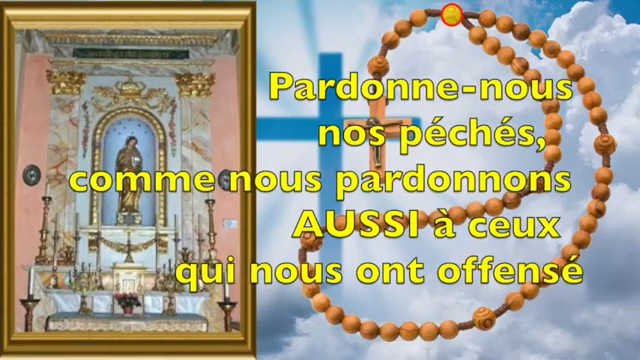 Pardonne-nous
nos péchés,
comme nous pardonnons
AUSSI à ceux
qui nous ont offensé